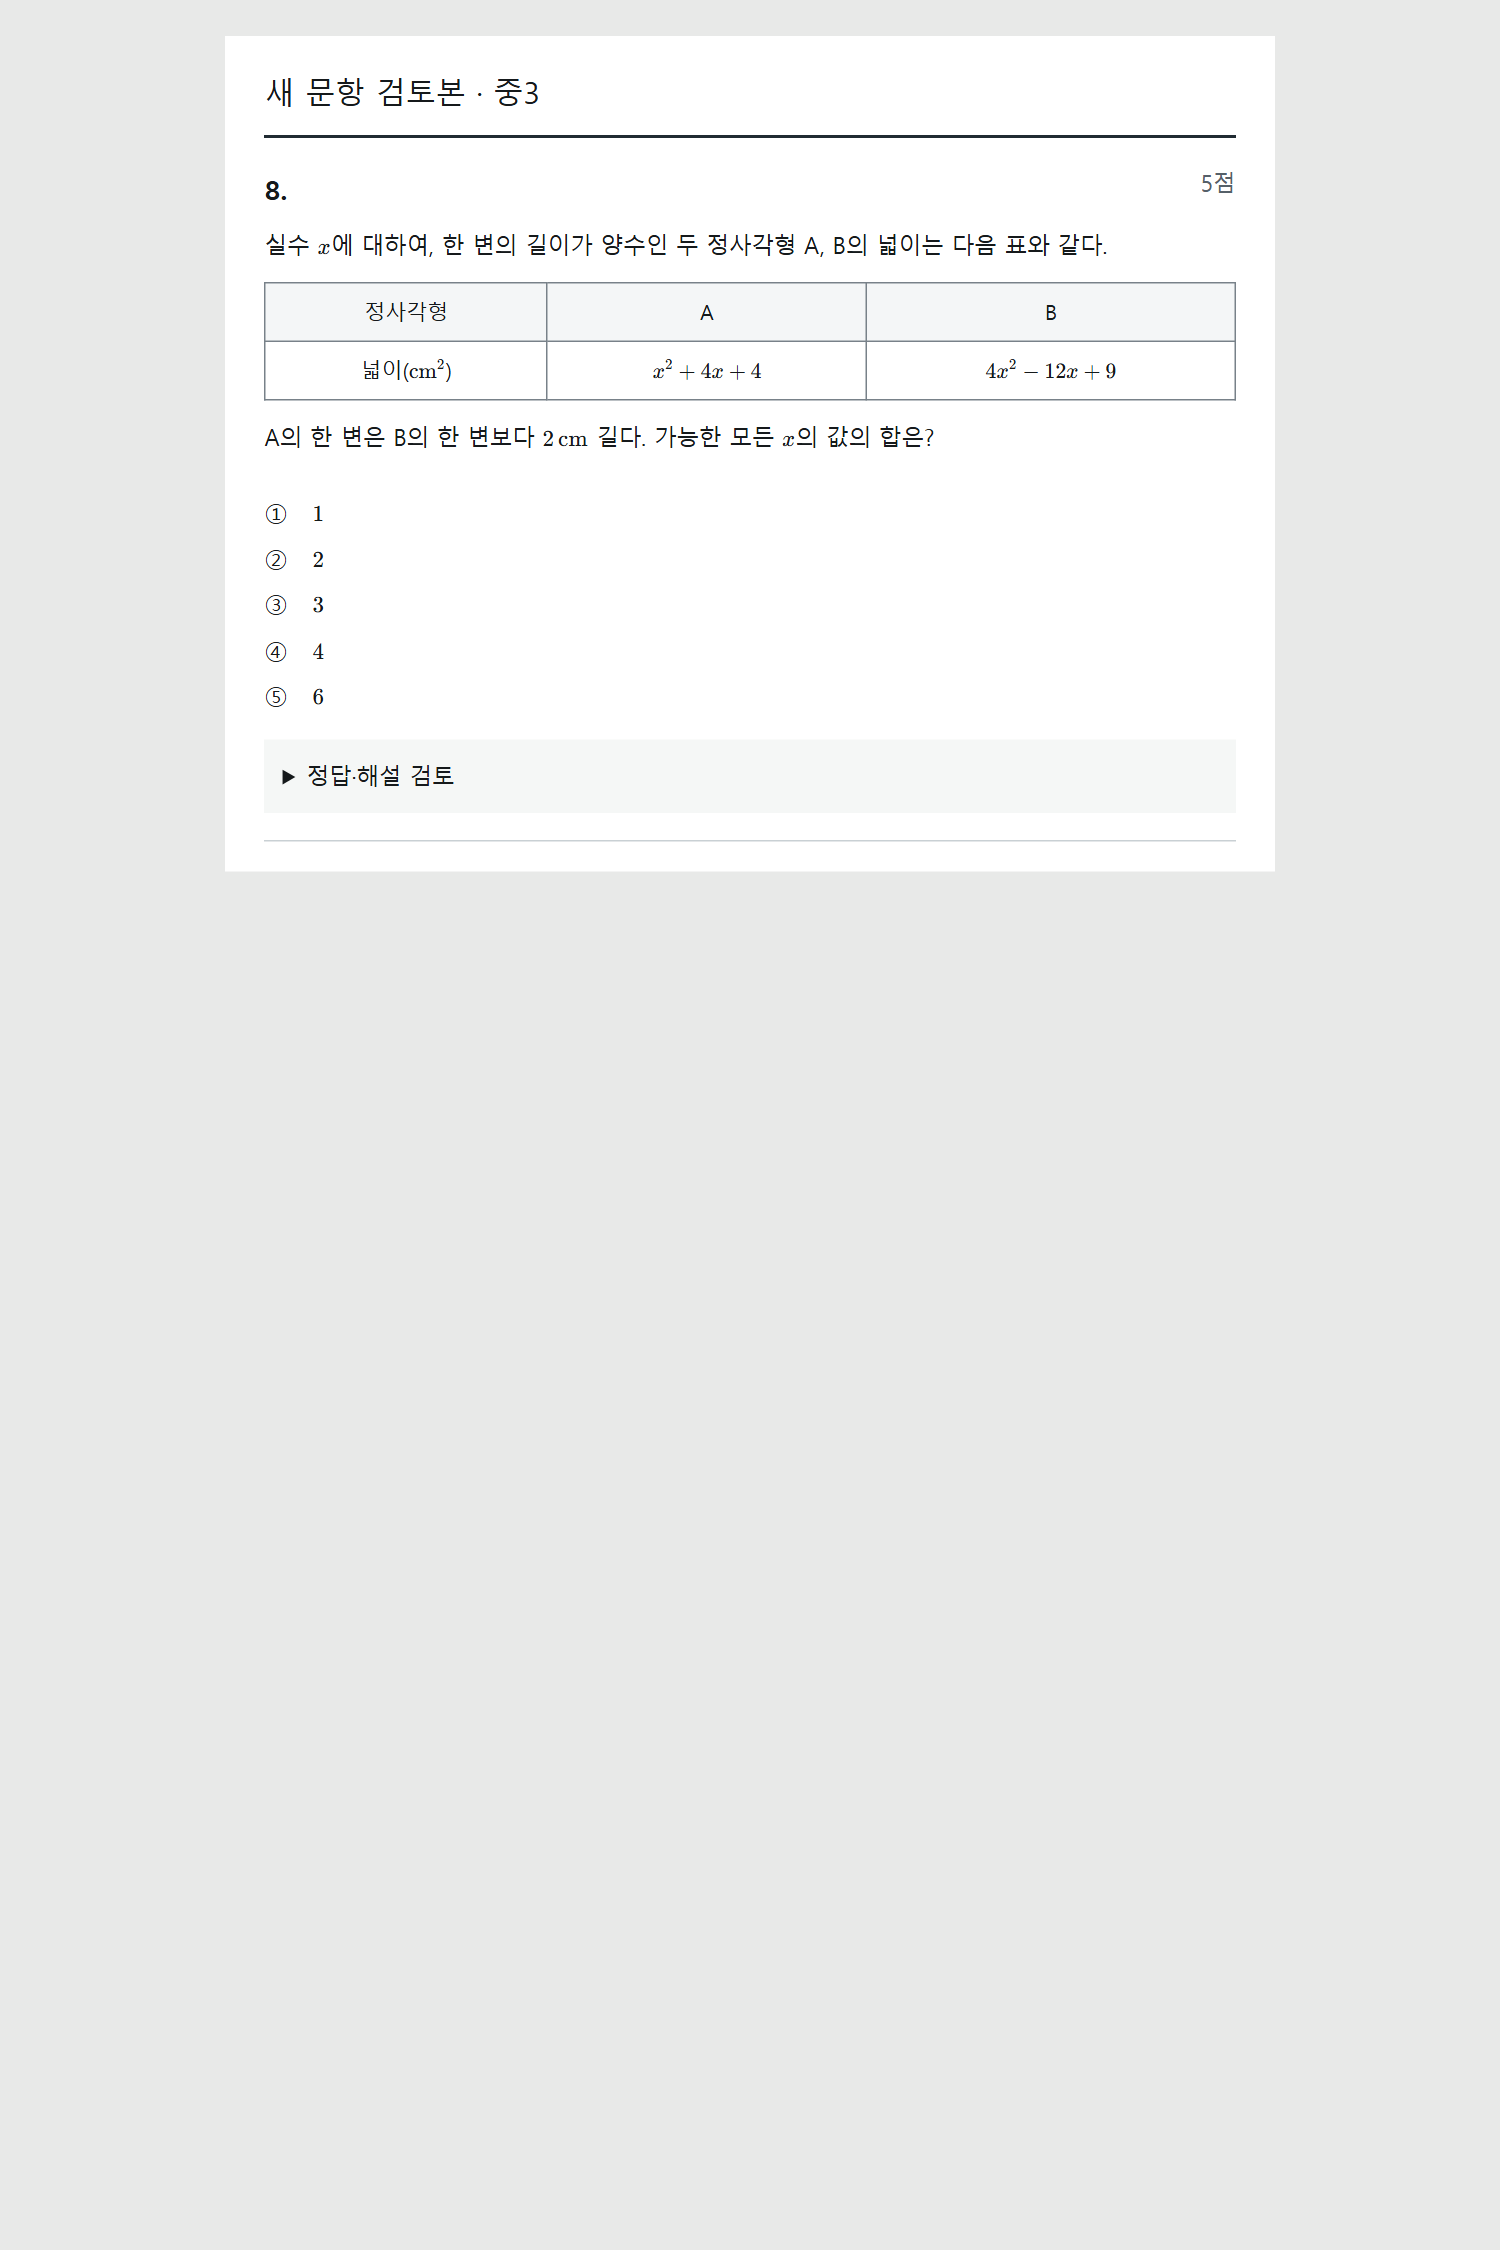 새 문항 검토본 · 중3
8.
5점
실수 x에 대하여, 한 변의 길이가 양수인 두 정사각형 A, B의 넓이는 다음 표와 같다.
정사각형 A B
넓이(cm²) x² + 4x + 4 4x² − 12x + 9
A의 한 변은 B의 한 변보다 2 cm 길다. 가능한 모든 x의 값의 합은?
① 1
② 2
③ 3
④ 4
⑤ 6
▶ 정답·해설 검토